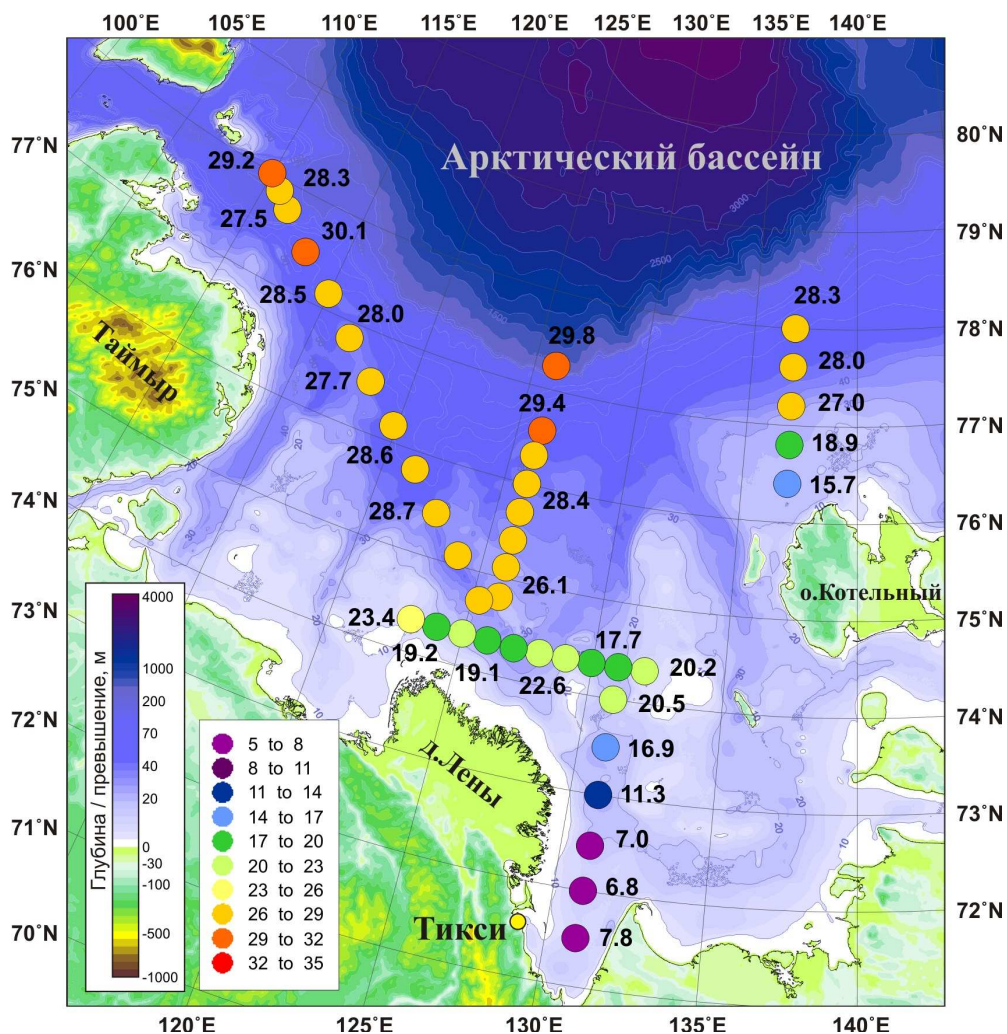 105˚E 110˚E 115˚E 120˚E 125˚E 130˚E 135˚E 140˚E
77˚N
76˚N
75˚N
74˚N
73˚N
72˚N
71˚N
70˚N
80˚N
79˚N
78˚N
77˚N
76˚N
75˚N
74˚N
73˚N
72˚N
Арктический бассейн
3000
2500
1500
Таймыр
29.2
28.3
27.5
30.1
28.5
28.0
27.7
28.6
28.7
29.8
29.4
28.4
26.1
28.3
28.0
27.0
18.9
15.7
о.Котельный
23.4
19.2
19.1
22.6
17.7
20.2
20.5
16.9
11.3
7.0
6.8
7.8
д.Лены
Тикси
Глубина / превышение, м
4000
1000
200
70
40
20
0
-30
-100
-500
-1000
5 to 8
8 to 11
11 to 14
14 to 17
17 to 20
20 to 23
23 to 26
26 to 29
29 to 32
32 to 35
120˚E 125˚E 130˚E 135˚E 140˚E